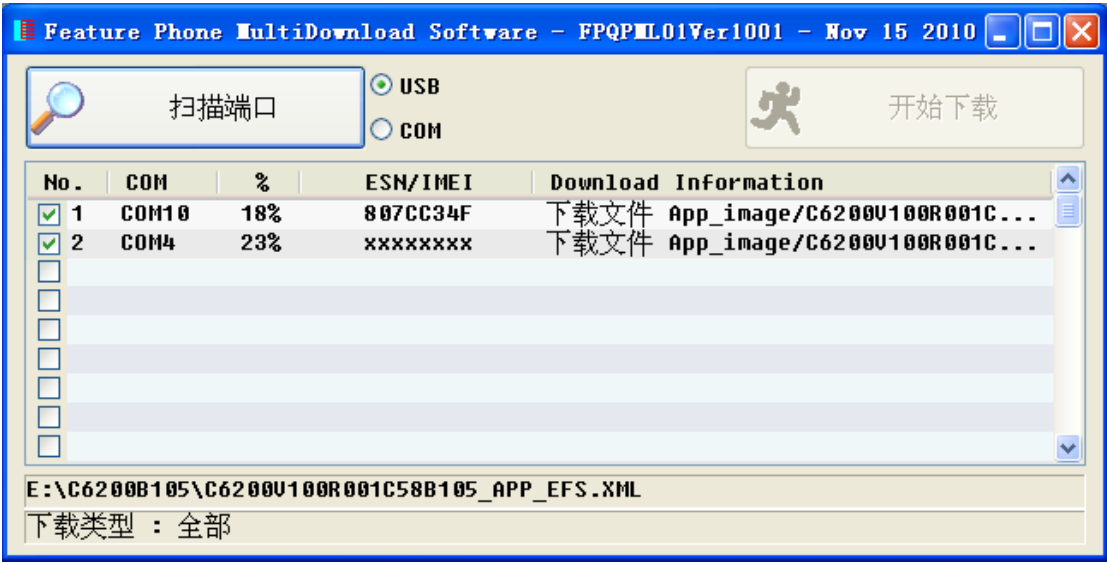 Feature Phone MultiDownload Software - FPQPML01Ver1001 - Nov 15 2010
扫描端口
USB
COM
开始下载
No. COM % ESN/IMEI Download Information
1 COM10 18% 807CC34F 下载文件 App_image/C6200V100R001C...
2 COM4 23% xxxxxxxx 下载文件 App_image/C6200V100R001C...
E:\C6200B105\C6200V100R001C58B105_APP_EFS.XML
下载类型 : 全部